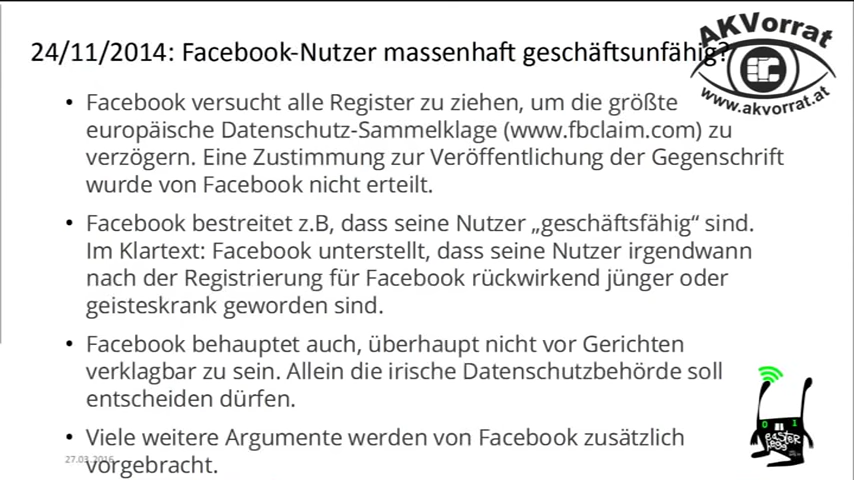 24/11/2014: Facebook-Nutzer massenhaft geschäftsunfähig?
AKVorrat
www.akvorrat.at
• Facebook versucht alle Register zu ziehen, um die größte
europäische Datenschutz-Sammelklage (www.fbclaim.com) zu
verzögern. Eine Zustimmung zur Veröffentlichung der Gegenschrift
wurde von Facebook nicht erteilt.
• Facebook bestreitet z.B, dass seine Nutzer „geschäftsfähig“ sind.
Im Klartext: Facebook unterstellt, dass seine Nutzer irgendwann
nach der Registrierung für Facebook rückwirkend jünger oder
geisteskrank geworden sind.
• Facebook behauptet auch, überhaupt nicht vor Gerichten
verklagbar zu sein. Allein die irische Datenschutzbehörde soll
entscheiden dürfen.
• Viele weitere Argumente werden von Facebook zusätzlich
vorgebracht.
27.03.2016
0 1
easter
hegg